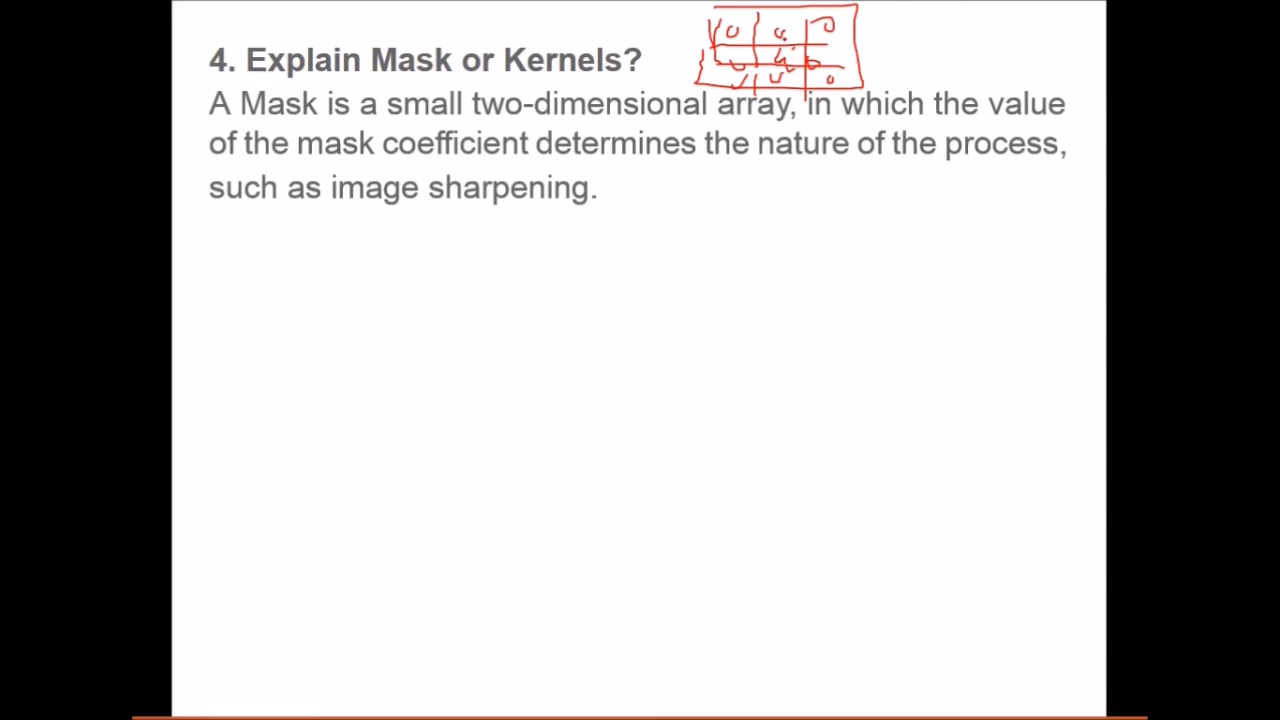 4. Explain Mask or Kernels?
A Mask is a small two-dimensional array, in which the value
of the mask coefficient determines the nature of the process,
such as image sharpening.